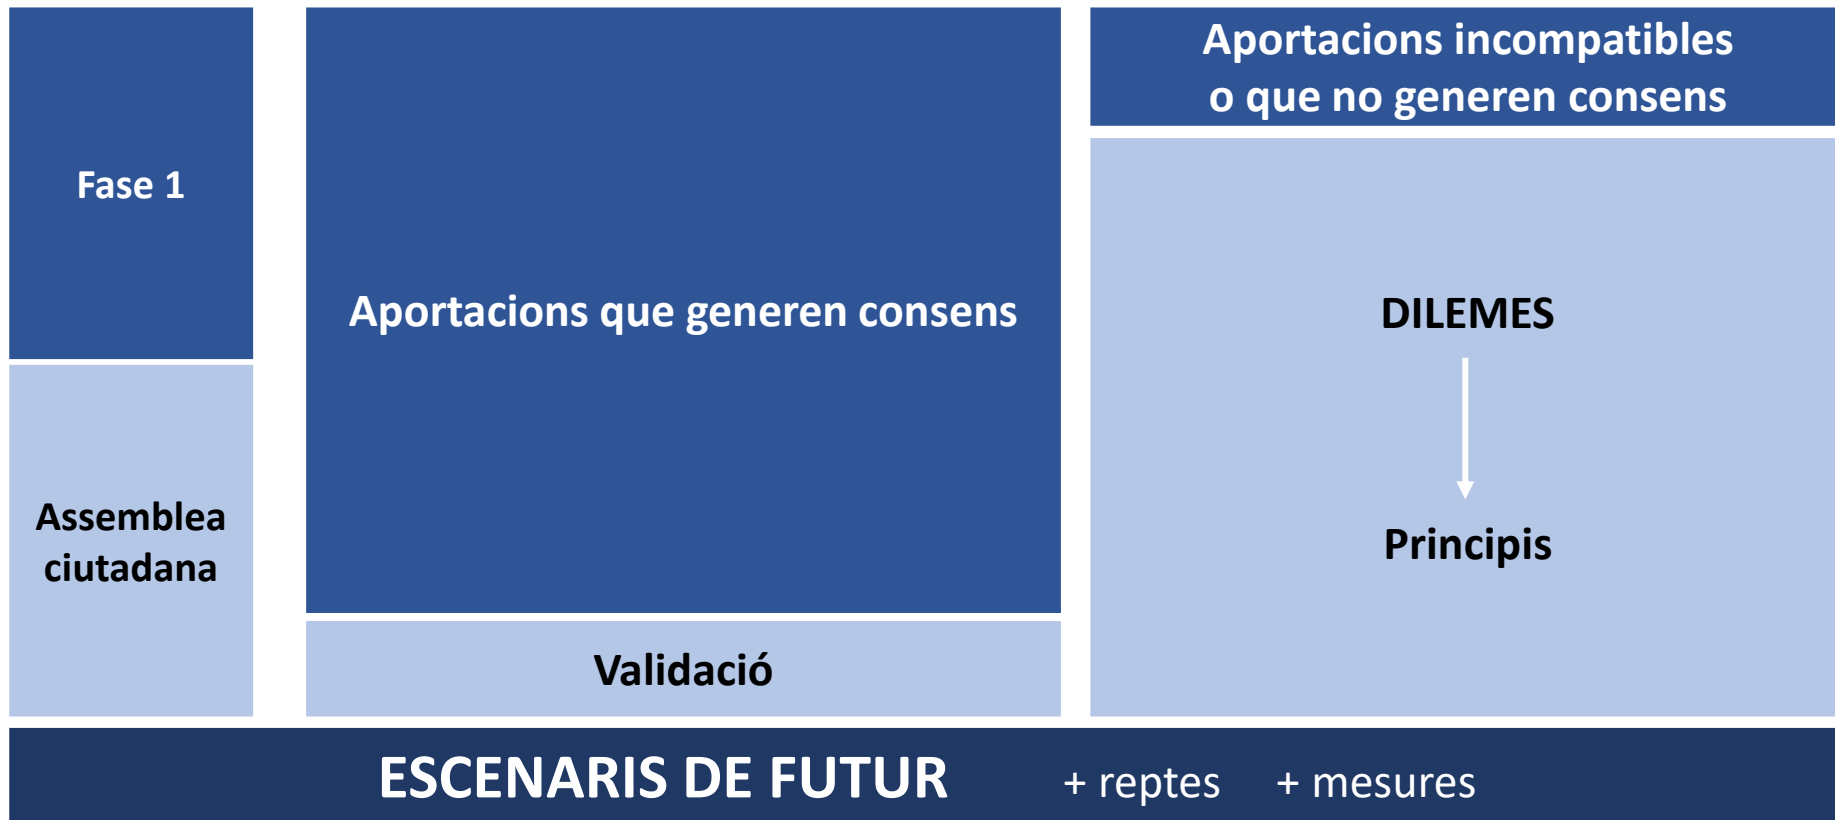 Fase 1
Assemblea
ciutadana
Aportacions que generen consens
Validació
Aportacions incompatibles
o que no generen consens
DILEMES
Principis
ESCENARIS DE FUTUR + reptes + mesures